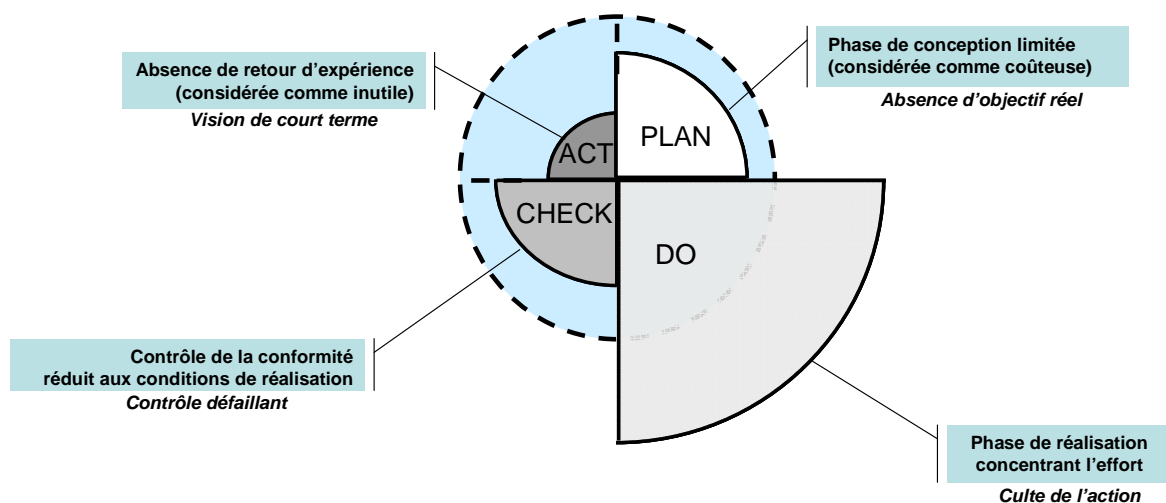 Absence de retour d'expérience
(considérée comme inutile)
Vision de court terme
Phase de conception limitée
(considérée comme coûteuse)
Absence d'objectif réel
PLAN
ACT
CHECK
DO
Contrôle de la conformité
réduit aux conditions de réalisation
Contrôle défaillant
Phase de réalisation
concentrant l'effort
Culte de l'action